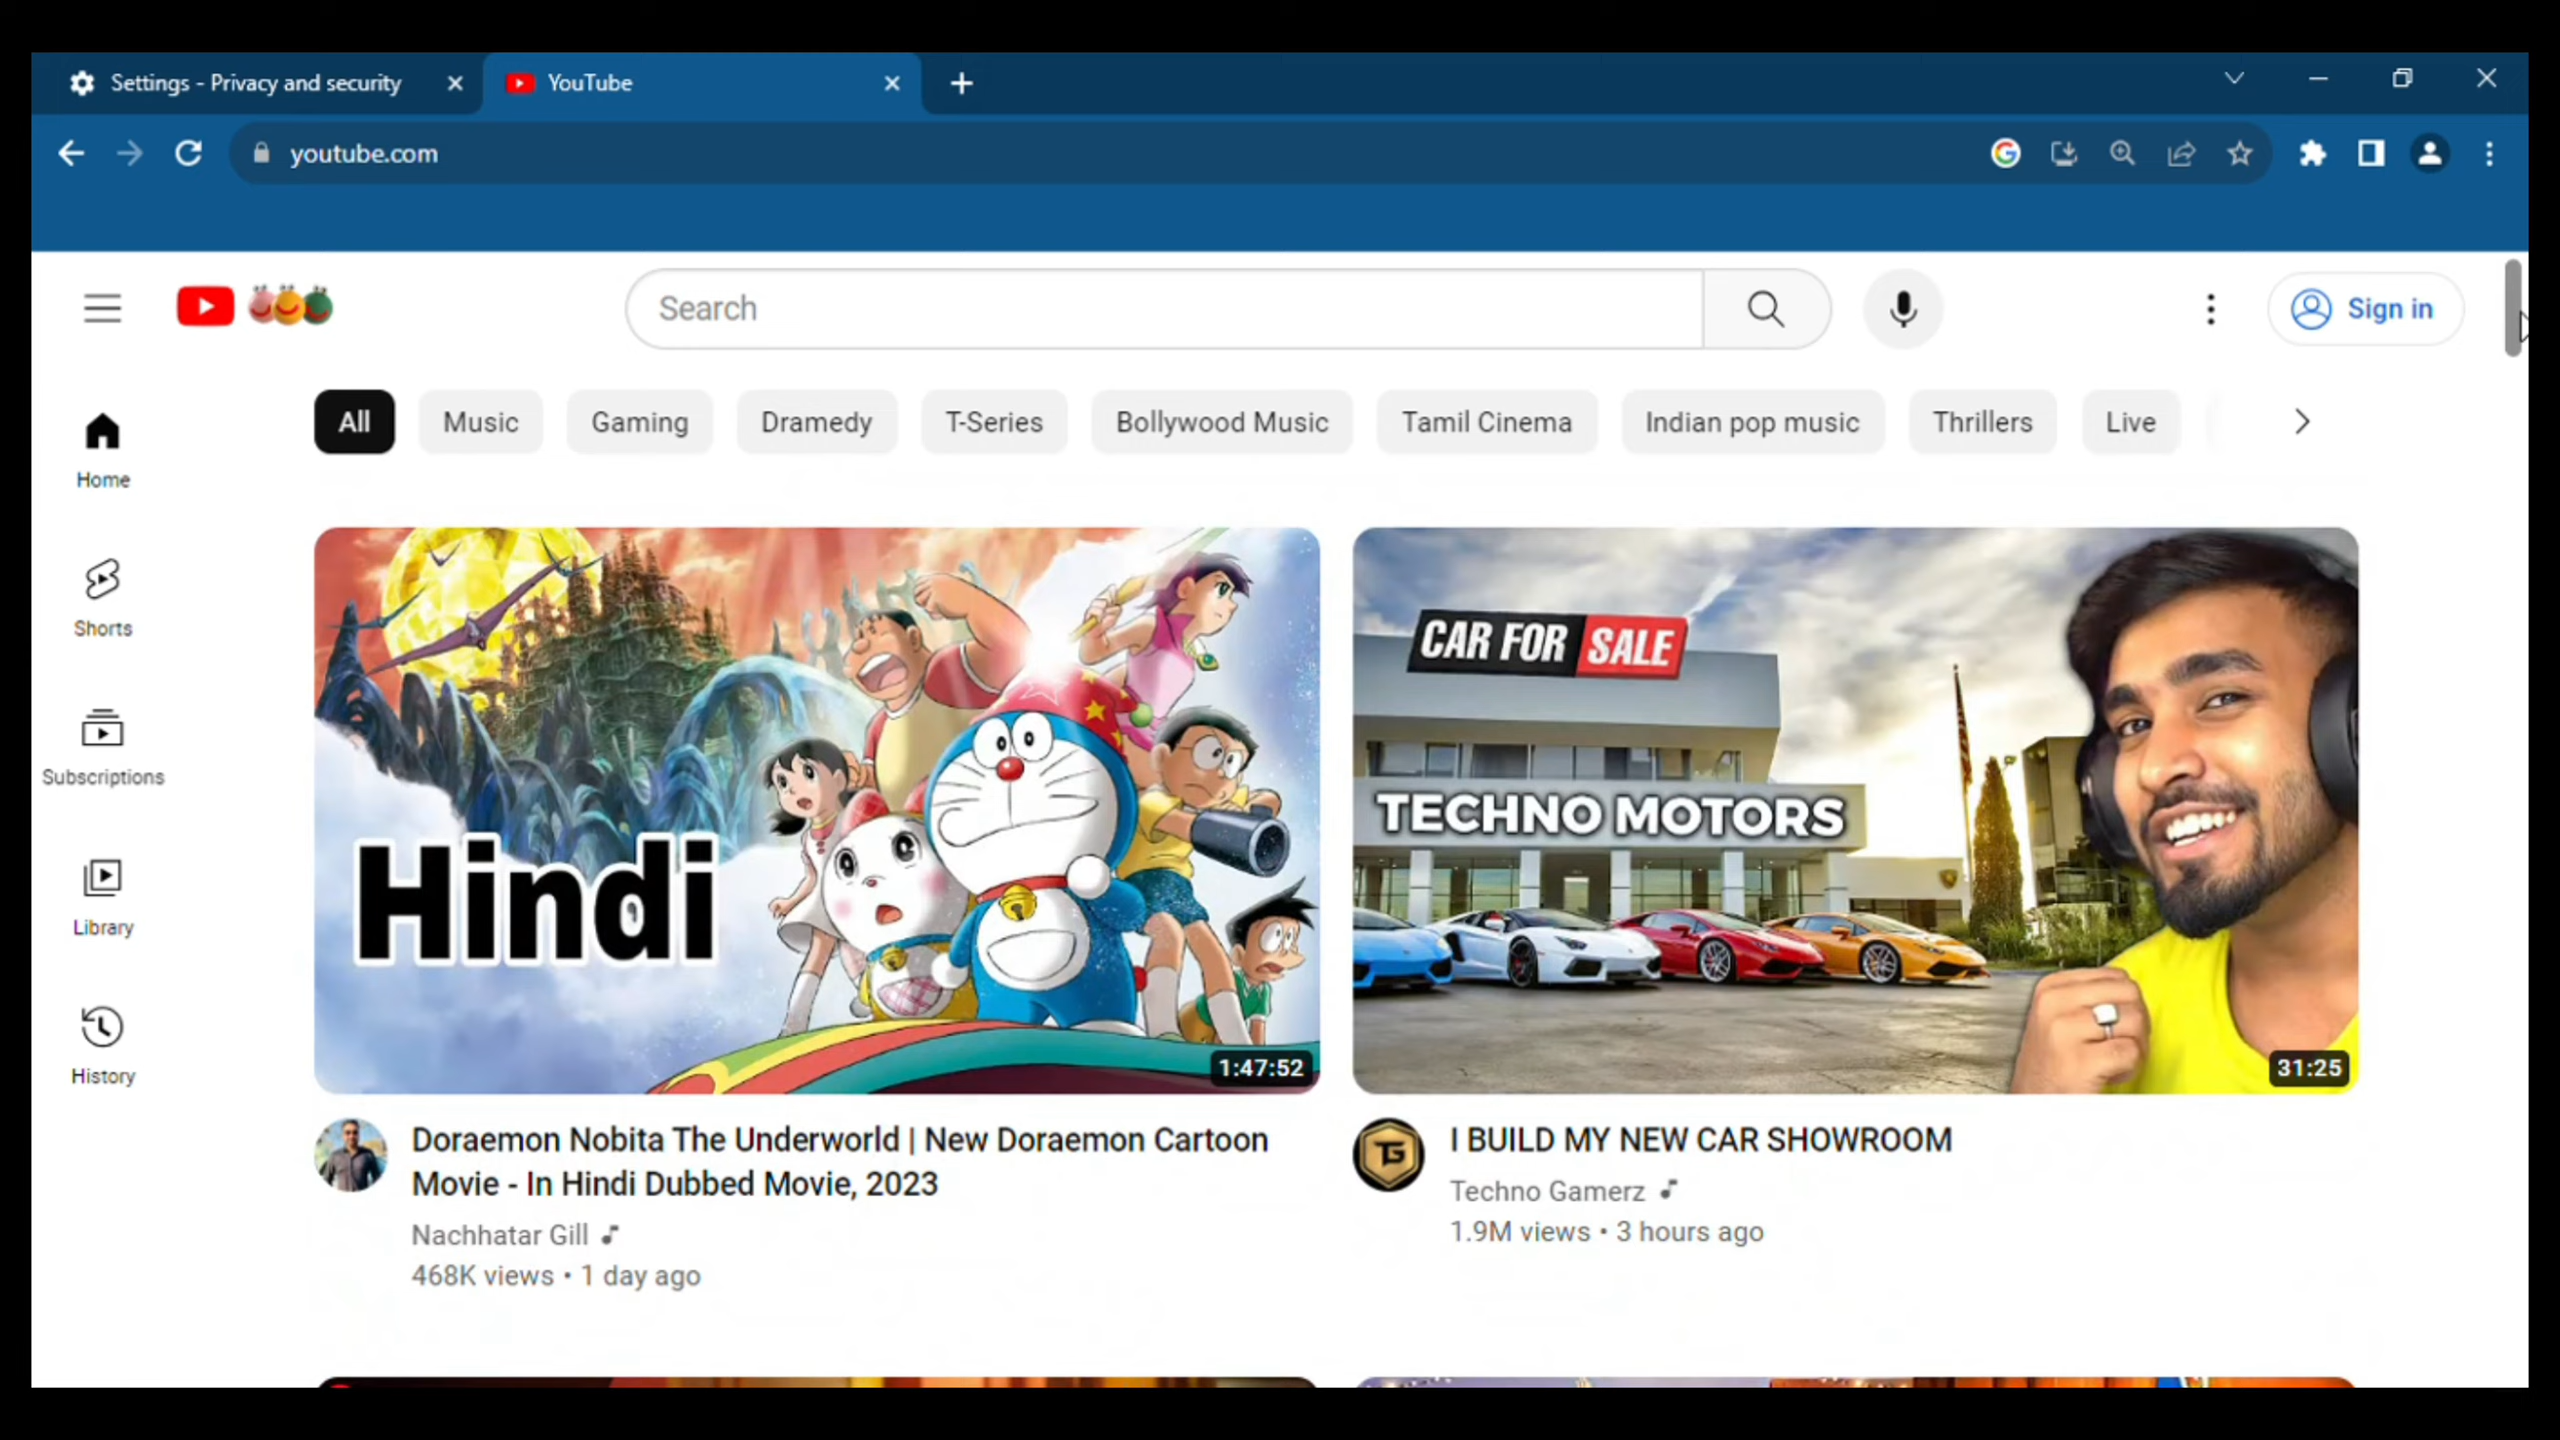 Settings - Privacy and security
YouTube
youtube.com
Search
Sign in
All
Music
Gaming
Dramedy
T-Series
Bollywood Music
Tamil Cinema
Indian pop music
Thrillers
Live
Home
Shorts
Subscriptions
Library
History
Hindi
1:47:52
CAR FOR SALE
TECHNO MOTORS
31:25
Doraemon Nobita The Underworld | New Doraemon Cartoon
Movie - In Hindi Dubbed Movie, 2023
Nachhatar Gill
468K views • 1 day ago
TG
I BUILD MY NEW CAR SHOWROOM
Techno Gamerz
1.9M views • 3 hours ago